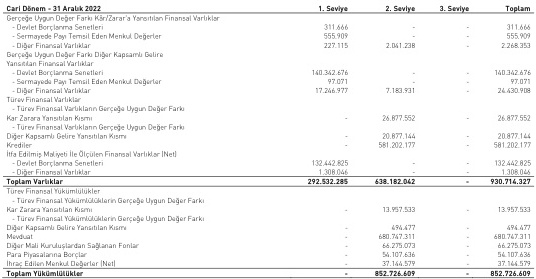 Cari Dönem - 31 Aralık 2022 1. Seviye 2. Seviye 3. Seviye Toplam
Gerçeğe Uygun Değer Farkı Kâr/Zarar'a Yansıtılan Finansal Varlıklar
- Devlet Borçlanma Senetleri 311.666 - - 311.666
- Sermayede Payı Temsil Eden Menkul Değerler 555.909 - - 555.909
- Diğer Finansal Varlıklar 227.115 2.041.238 - 2.268.353
Gerçeğe Uygun Değer Farkı Diğer Kapsamlı Gelire
Yansıtılan Finansal Varlıklar
- Devlet Borçlanma Senetleri 140.342.676 - - 140.342.676
- Sermayede Payı Temsil Eden Menkul Değerler 97.071 - - 97.071
- Diğer Finansal Varlıklar 17.246.977 7.183.931 - 24.430.908
Türev Finansal Varlıklar
- Türev Finansal Varlıkların Gerçeğe Uygun Değer Farkı
Kar Zarara Yansıtılan Kısmı - 26.877.552 - 26.877.552
- Türev Finansal Varlıkların Gerçeğe Uygun Değer Farkı
Diğer Kapsamlı Gelire Yansıtılan Kısmı - 20.877.144 - 20.877.144
Krediler - 581.202.177 - 581.202.177
İtfa Edilmiş Maliyeti İle Ölçülen Finansal Varlıklar (Net)
- Devlet Borçlanma Senetleri 132.442.825 - - 132.442.825
- Diğer Finansal Varlıklar 1.308.046 - - 1.308.046
Toplam Varlıklar 292.532.285 638.182.042 - 930.714.327
Türev Finansal Yükümlülükler
- Türev Finansal Yükümlülüklerin Gerçeğe Uygun Değer Farkı
Kar Zarara Yansıtılan Kısmı - 13.957.533 - 13.957.533
- Türev Finansal Yükümlülüklerin Gerçeğe Uygun Değer Farkı
Diğer Kapsamlı Gelire Yansıtılan Kısmı - 494.477 - 494.477
Mevduat - 680.747.311 - 680.747.311
Diğer Mali Kuruluşlardan Sağlanan Fonlar - 66.275.073 - 66.275.073
Para Piyasalarına Borçlar - 54.107.636 - 54.107.636
İhraç Edilen Menkul Değerler (Net) - 37.144.579 - 37.144.579
Toplam Yükümlülükler - 852.726.609 - 852.726.609